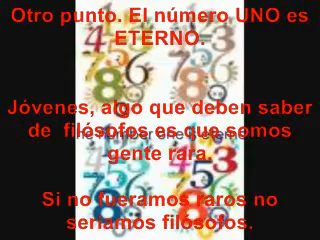 Otro punto. El número UNO es
ETERNO.
Jóvenes, algo que deben saber
de filósofos es que somos
gente rara.
Si no fueramos raros no
seríamos filósofos.